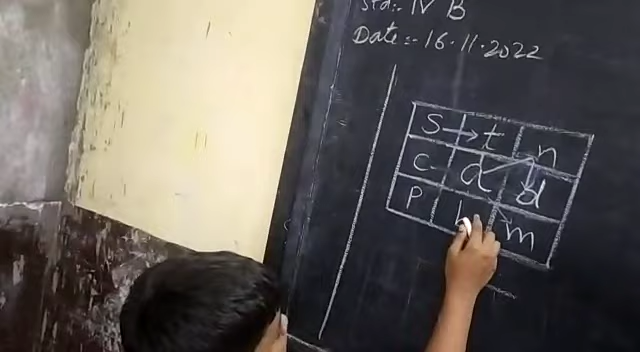 Std:- IV B
Date :- 16.11.2022
S t n
C a d
P m